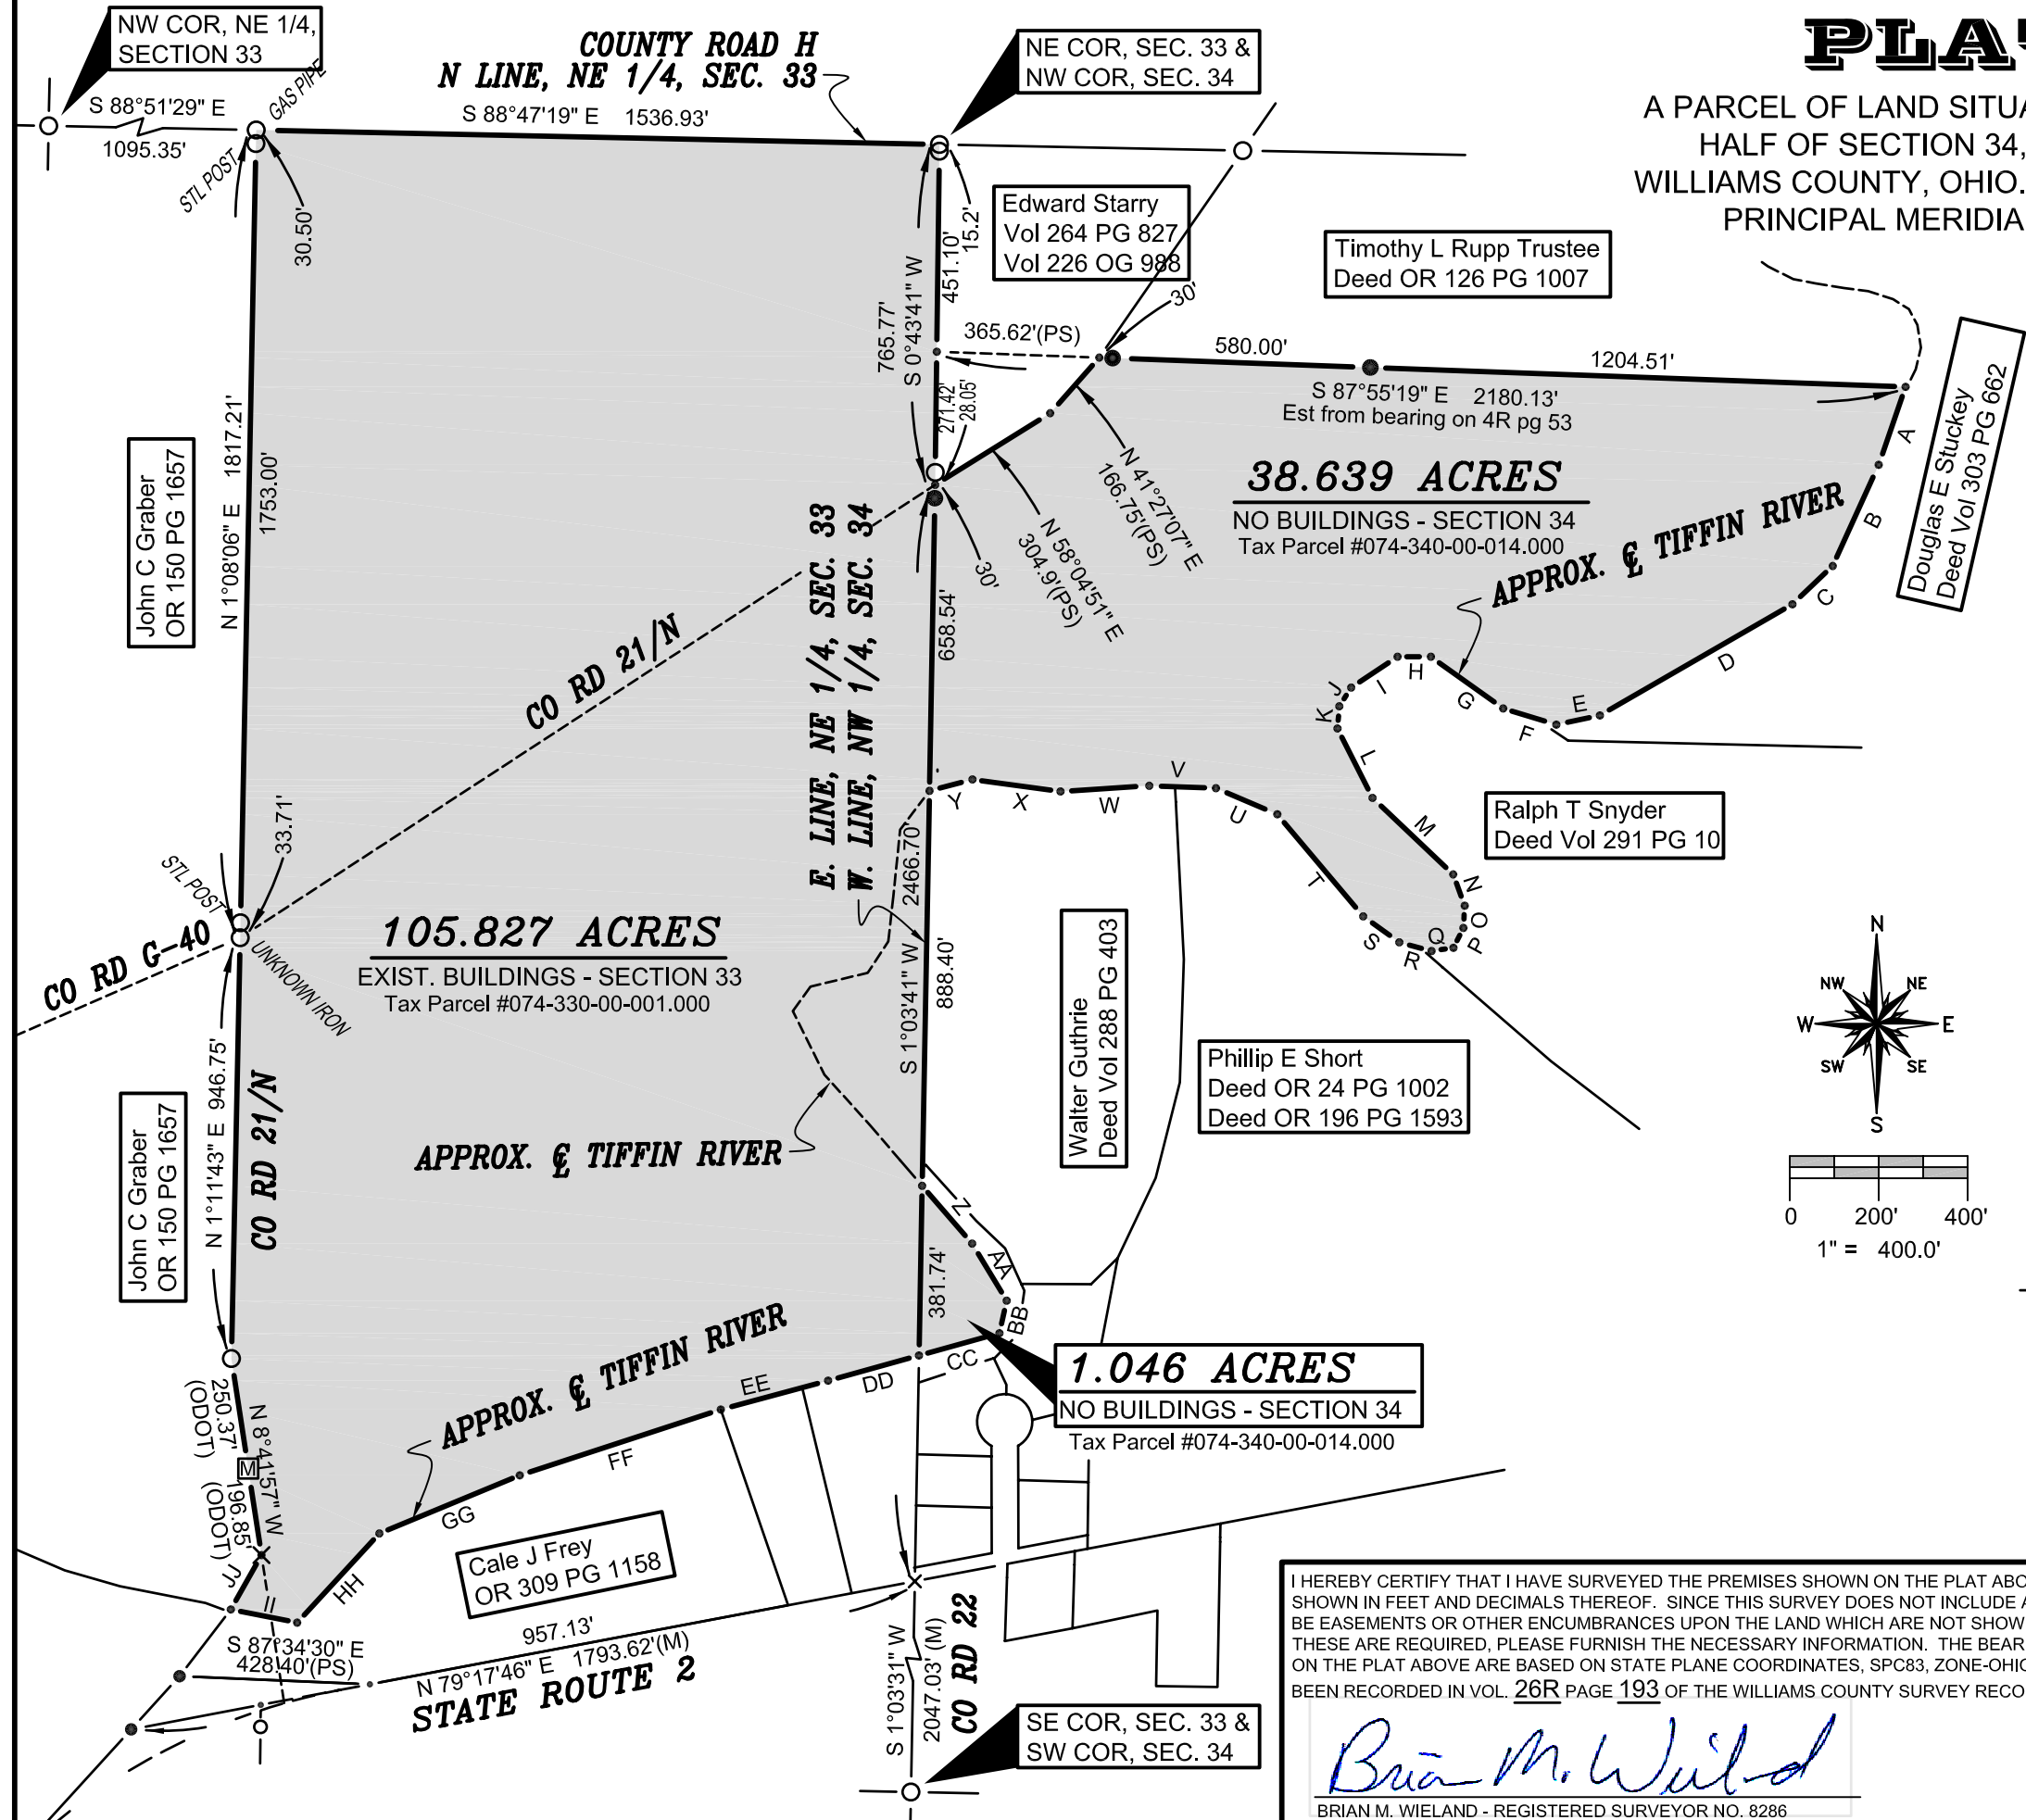 NW COR, NE 1/4,
SECTION 33
COUNTY ROAD H
N LINE, NE 1/4, SEC. 33
NE COR, SEC. 33 &
NW COR, SEC. 34
A PARCEL OF LAND
HALF OF SECTION 34,
WILLIAMS COUNTY, OHIO.
PRINCIPAL
S 88°51'29" E
1095.35'
GAS PIPE
STL POST
S 88°47'19" E 1536.93'
30.50'
Edward Starry
Vol 264 PG 827
Vol 226 OG 988
Timothy L Rupp Trustee
Deed OR 126 PG 1007
15.2'
451.10'
765.77'
S 0°43'41" W
271.42'
28.05'
365.62'(PS)
30'
580.00'
1204.51'
S 87°55'19" E 2180.13'
Est from bearing on 4R pg 53
Douglas E Stuckey
Deed Vol 303 PG 662
N 41°27'07" E
166.75'(PS)
N 58°04'51" E
304.9'(PS)
30'
38.639 ACRES
NO BUILDINGS - SECTION 34
Tax Parcel #074-340-00-014.000
APPROX. ℄ TIFFIN RIVER
John C Graber
OR 150 PG 1657
N 1°08'06" E 1817.21'
1753.00'
CO RD 21/N
E. LINE, NE 1/4, SEC. 33
W. LINE, NW 1/4, SEC. 34
658.54'
A
B
C
D
E
F
G
H
I
J
K
L
M
N
O
P
Q
R
S
T
U
V
W
X
Y
Ralph T Snyder
Deed Vol 291 PG 10
33.71'
STL POST
UNKNOWN IRON
CO RD G-40
105.827 ACRES
EXIST. BUILDINGS - SECTION 33
Tax Parcel #074-330-00-001.000
S 1°03'41" W 2466.70'
888.40'
Walter Guthrie
Deed Vol 288 PG 403
Phillip E Short
Deed OR 24 PG 1002
Deed OR 196 PG 1593
N
NE
E
SE
S
SW
W
NW
0 200' 400'
1" = 400.0'
John C Graber
OR 150 PG 1657
N 1°11'43" E 946.75'
CO RD 21/N
APPROX. ℄ TIFFIN RIVER
Z
AA
BB
CC
DD
EE
FF
GG
HH
II
JJ
381.74'
1.046 ACRES
NO BUILDINGS - SECTION 34
Tax Parcel #074-340-00-014.000
APPROX. ℄ TIFFIN RIVER
250.37'
(ODOT)
N 8°41'57" W
M
196.85'
(ODOT)
Cale J Frey
OR 309 PG 1158
S 87°34'30" E
428.40'(PS)
957.13'
N 79°17'46" E 1793.62'(M)
STATE ROUTE 2
S 1°03'31" W
2047.03' (M)
CO RD 22
SE COR, SEC. 33 &
SW COR, SEC. 34
I HEREBY CERTIFY THAT I HAVE SURVEYED THE PREMISES SHOWN ON THE PLAT
SHOWN IN FEET AND DECIMALS THEREOF. SINCE THIS SURVEY DOES NOT INCLUDE
BE EASEMENTS OR OTHER ENCUMBRANCES UPON THE LAND WHICH ARE NOT
THESE ARE REQUIRED, PLEASE FURNISH THE NECESSARY INFORMATION. THE
ON THE PLAT ABOVE ARE BASED ON STATE PLANE COORDINATES, SPC83,
BEEN RECORDED IN VOL. 26R PAGE 193 OF THE WILLIAMS COUNTY SURVEY
Brian M. Wieland
BRIAN M. WIELAND - REGISTERED SURVEYOR NO. 8286